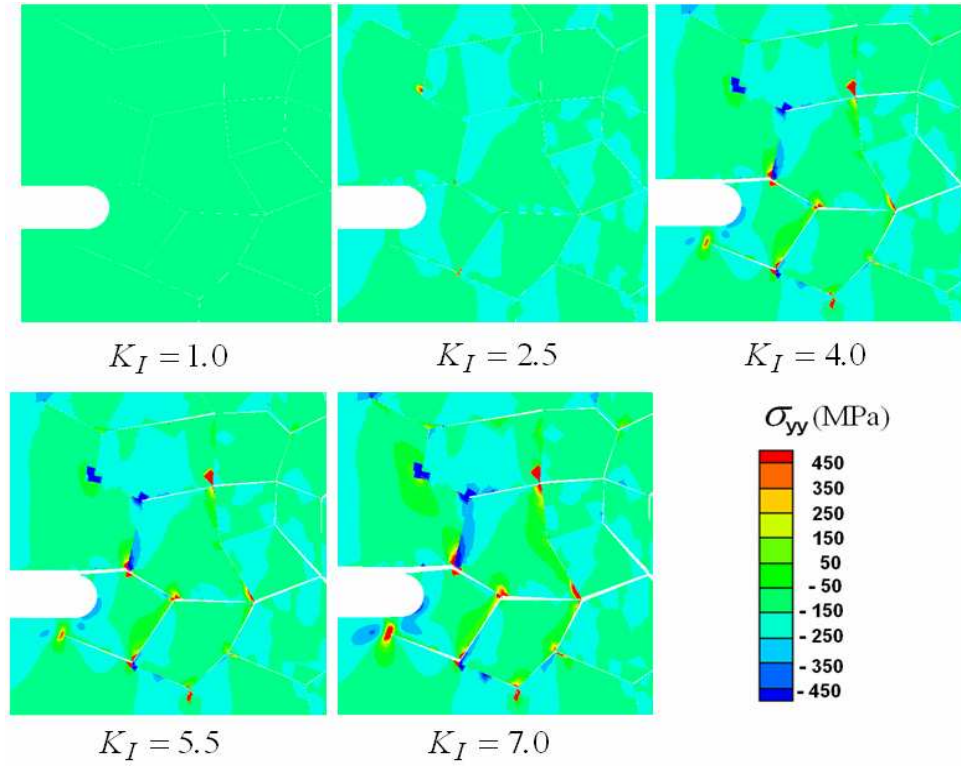 K_I = 1.0
K_I = 2.5
K_I = 4.0
σyy (MPa)
450
350
250
150
50
- 50
- 150
- 250
- 350
- 450
K_I = 5.5
K_I = 7.0